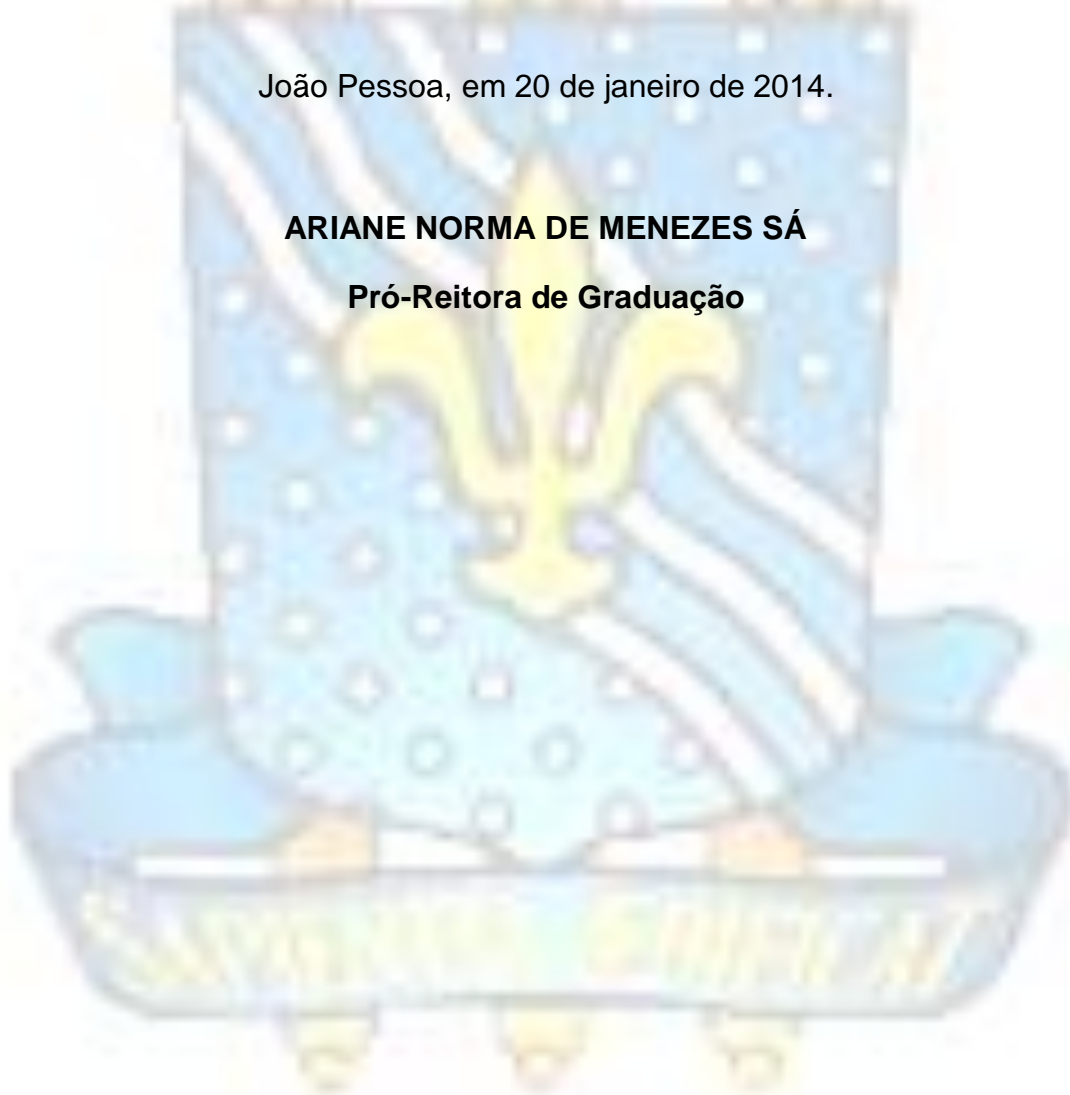 João Pessoa, em 20 de janeiro de 2014.
ARIANE NORMA DE MENEZES SÁ
Pró-Reitora de Graduação